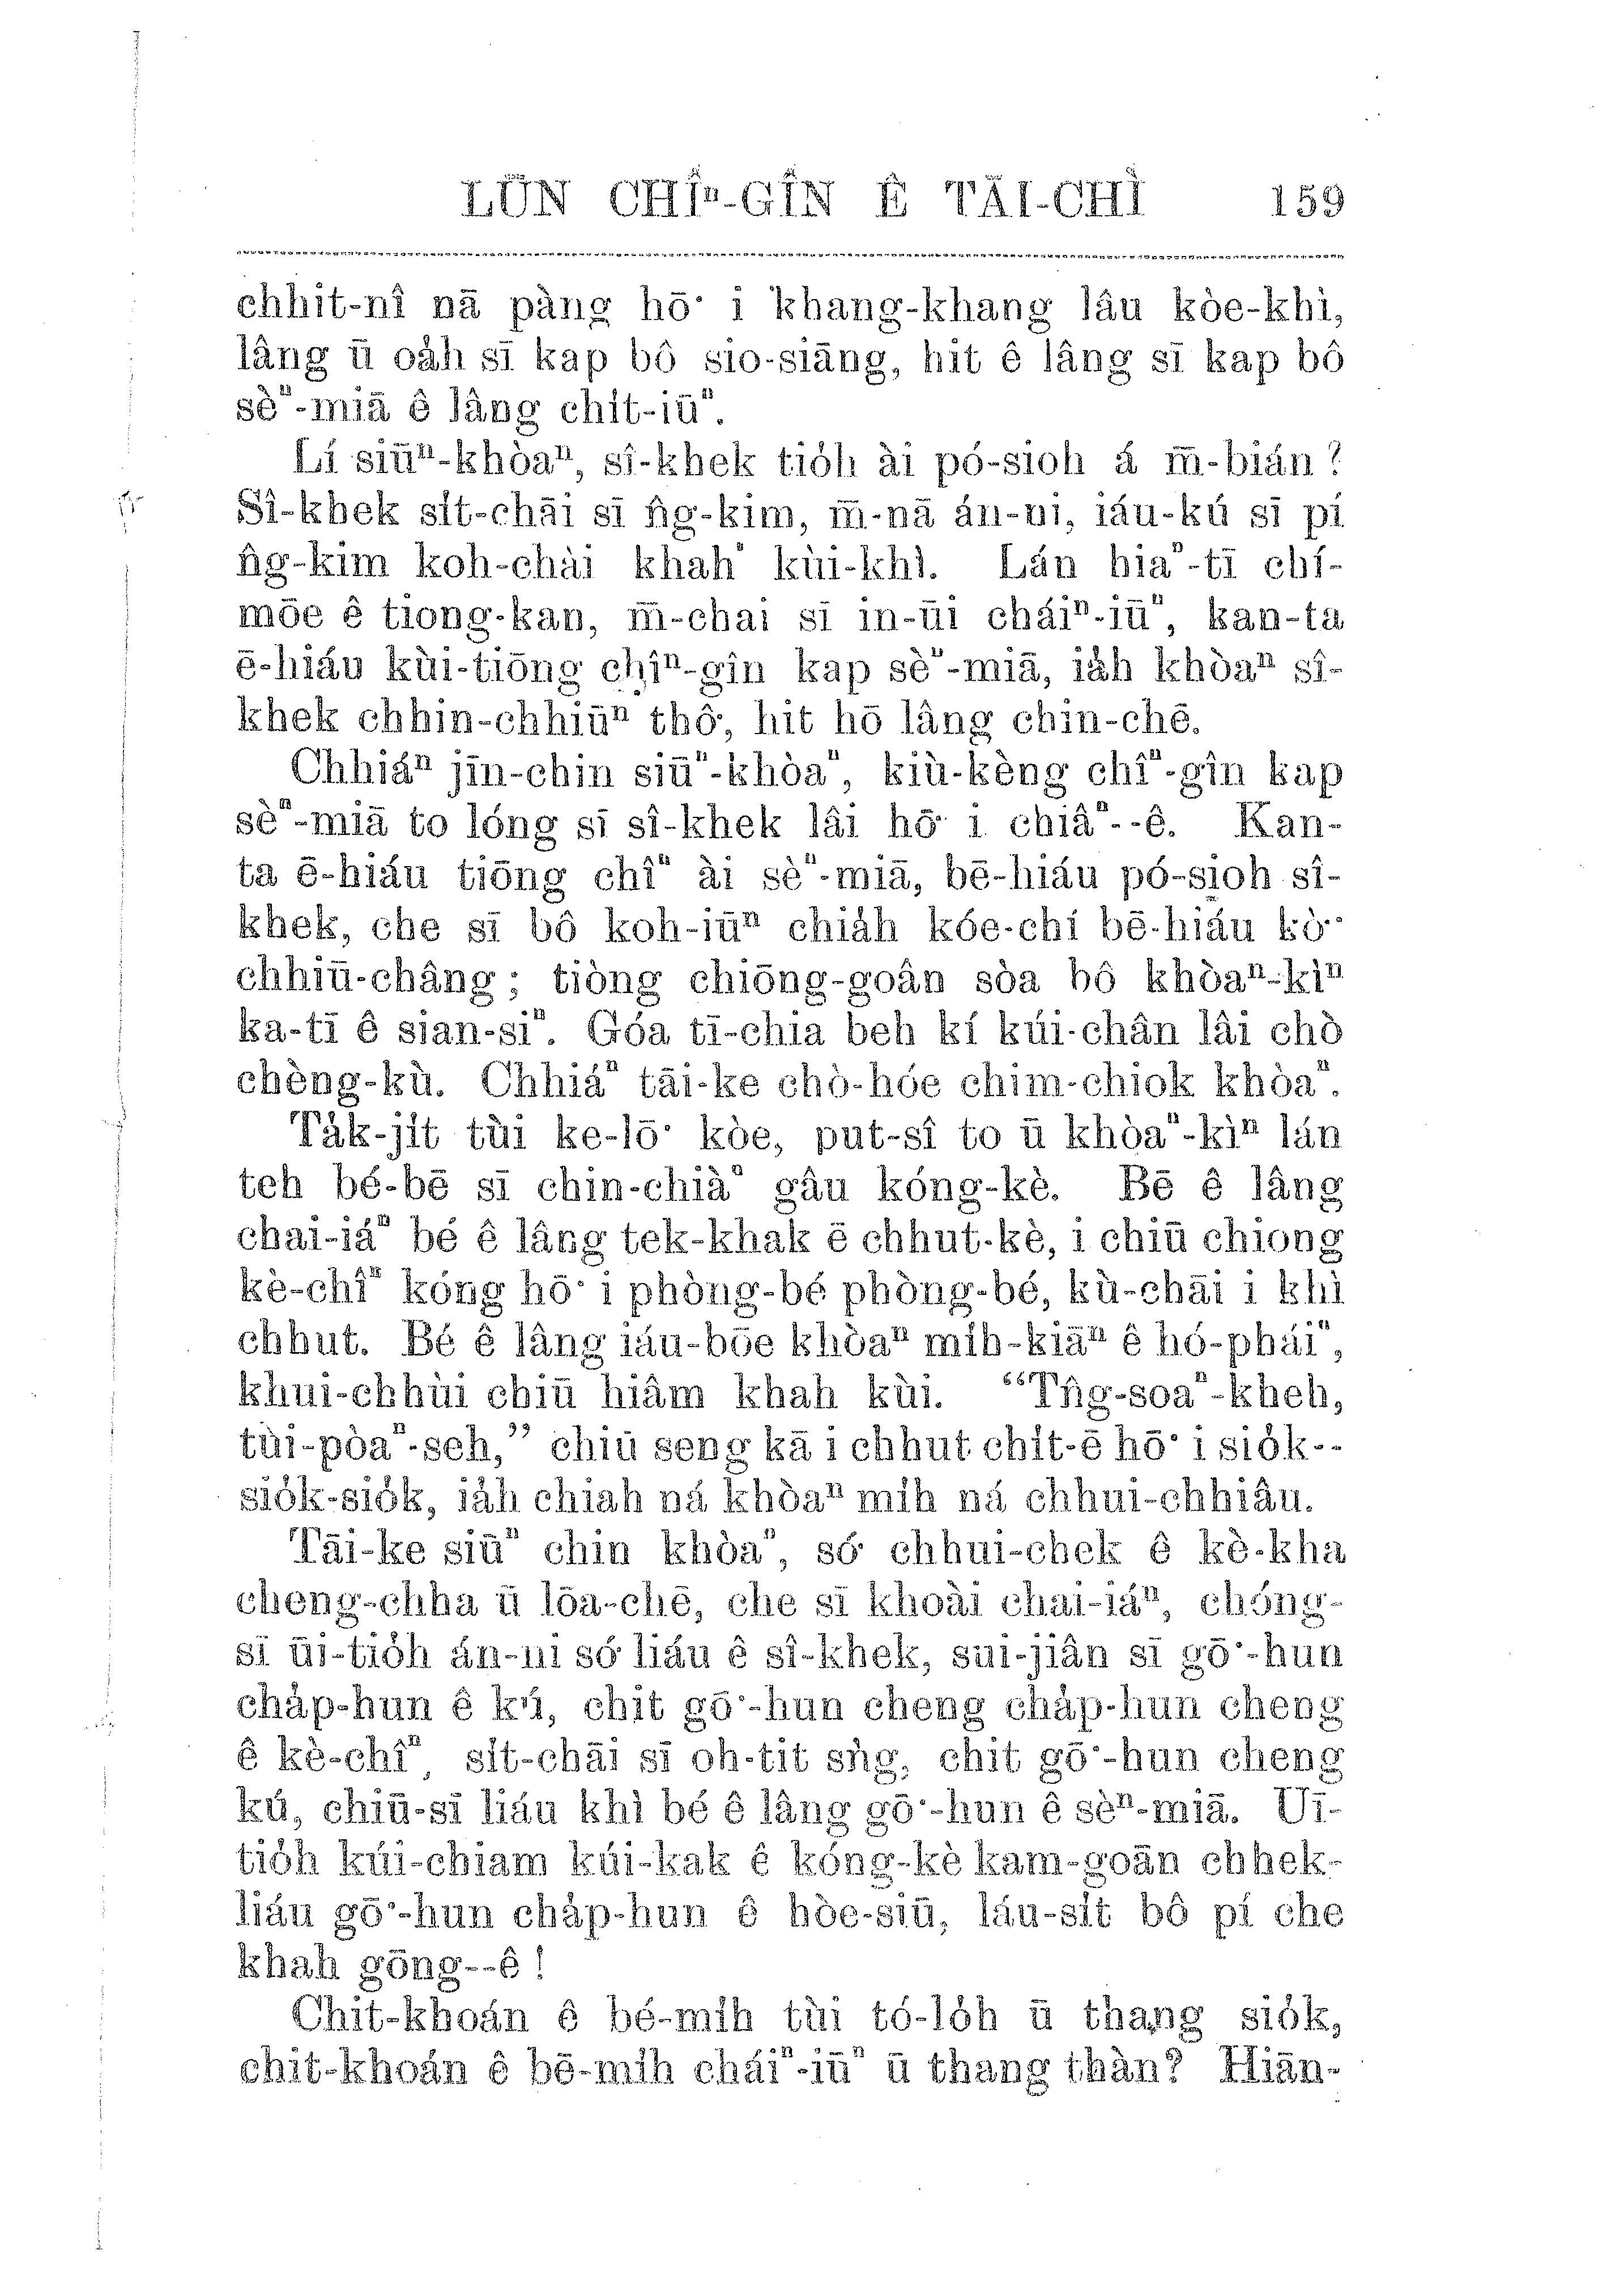 LŪN CHÎⁿ-GÎN Ê TĀI-CHÌ 159
chhit-nî nā pàng hō͘ i khang-khang lâu kòe-khì,
lâng ū oa̍h sī kap bô sio-siāng, hit ê lâng sī kap bô
sèⁿ-miā ê lâng chi̍t-iūⁿ.
Lí siūⁿ-khòaⁿ, sî-khek tio̍h ài pó-sioh á m̄-bián?
Sî-khek si̍t-chāi sī n̂g-kim, m̄-nā án-ni, iáu-kú sī pí
n̂g-kim koh-chài khah kùi-khì. Lán hiaⁿ-tī chí-
mōe ê tiong-kan, m̄-chai sī in-ūi cháiⁿ-iūⁿ, kan-ta
ē-hiáu kùi-tiōng chîⁿ-gîn kap sèⁿ-miā, ia̍h khòaⁿ sî-
khek chhin-chhiūⁿ thô͘, hit hō lâng chin-chē.
Chhiáⁿ jīn-chin siūⁿ-khòaⁿ, kiù-kèng chîⁿ-gîn kap
sèⁿ-miā to lóng sī sî-khek lâi hō͘ i chiâⁿ--ê. Kan-
ta ē-hiáu tiōng chîⁿ ài sèⁿ-miā, bē-hiáu pó-sioh sî-
khek, che sī bô koh-iūⁿ chia̍h kóe-chí bē-hiáu kò͘-
chhiū-châng; tiòng chiōng-goân sòa bô khòaⁿ-kìⁿ
ka-tī ê sian-siⁿ. Góa tī-chia beh kí kúi-chân lâi chò
chèng-kù. Chhiáⁿ tāi-ke chò-hóe chim-chiok khòaⁿ.
Ta̍k-ji̍t tùi ke-lō͘ kòe, put-sî to ū khòaⁿ-kìⁿ lán
teh bé-bē sī chin-chiàⁿ gâu kóng-kè. Bē ê lâng
chai-iáⁿ bé ê lâng tek-khak ē chhut-kè, i chiū chiong
kè-chîⁿ kóng hō͘ i phòng-bé phòng-bé, kù-chāi i khì
chhut. Bé ê lâng iáu-bōe khòaⁿ mi̍h-kiāⁿ ê hó-pháiⁿ,
khui-chhùi chiū hiâm khah kùi. “Tn̂g-soaⁿ-kheh,
tùi-pòaⁿ-seh,” chiū seng kā i chhut chi̍t-ē hō͘ i sio̍k--
sio̍k-sio̍k, ia̍h chiah ná khòaⁿ mi̍h ná chhui-chhiâu.
Tāi-ke siūⁿ chin khòaⁿ, só͘ chhui-chek ê kè-kha
cheng-chha ū lōa-chē, che sī khoài chai-iáⁿ, chóng-
sī ūi-tio̍h án-ni só͘ liáu ê sî-khek, sui-jiân sī gō͘-hun
cha̍p-hun ê kú, chit gō͘-hun cheng cha̍p-hun cheng
ê kè-chîⁿ si̍t-chāi sī oh-tit sǹg, chit gō͘-hun cheng
kú, chiū-sī liáu khì bé ê lâng gō͘-hun ê sèⁿ-miā. Ūi-
tio̍h kúi-chiam kúi-kak ê kóng-kè kam-goān chhek-
liáu gō͘-hun cha̍p-hun ê hòe-siū, láu-si̍t bô pí che
khah gōng--ê!
Chit-khoán ê bé-mi̍h tùi tó-lo̍h ū thang sio̍k,
chit-khoán ê bē-mi̍h cháiⁿ-iūⁿ ū thang thàn? Hiān-